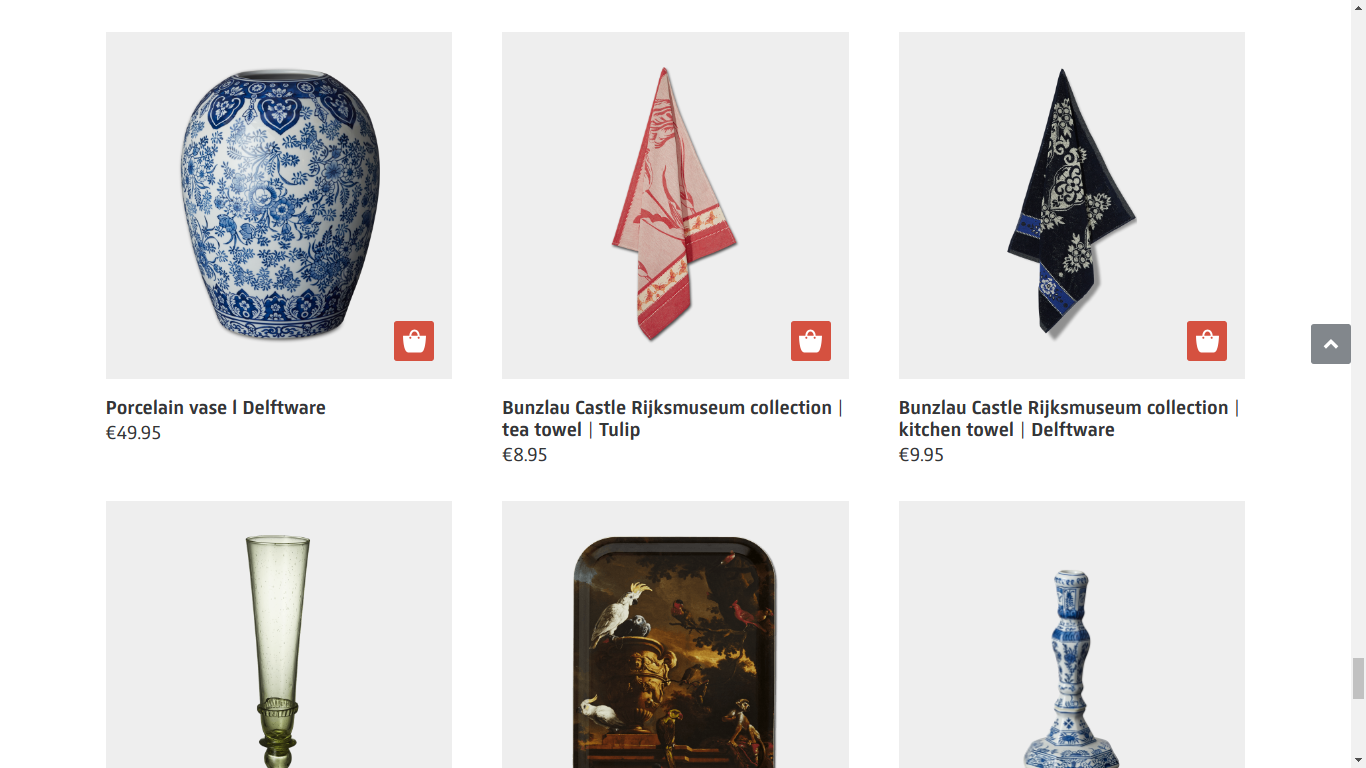 Porcelain vase l Delftware
€49.95
Bunzlau Castle Rijksmuseum collection |
tea towel | Tulip
€8.95
Bunzlau Castle Rijksmuseum collection |
kitchen towel | Delftware
€9.95